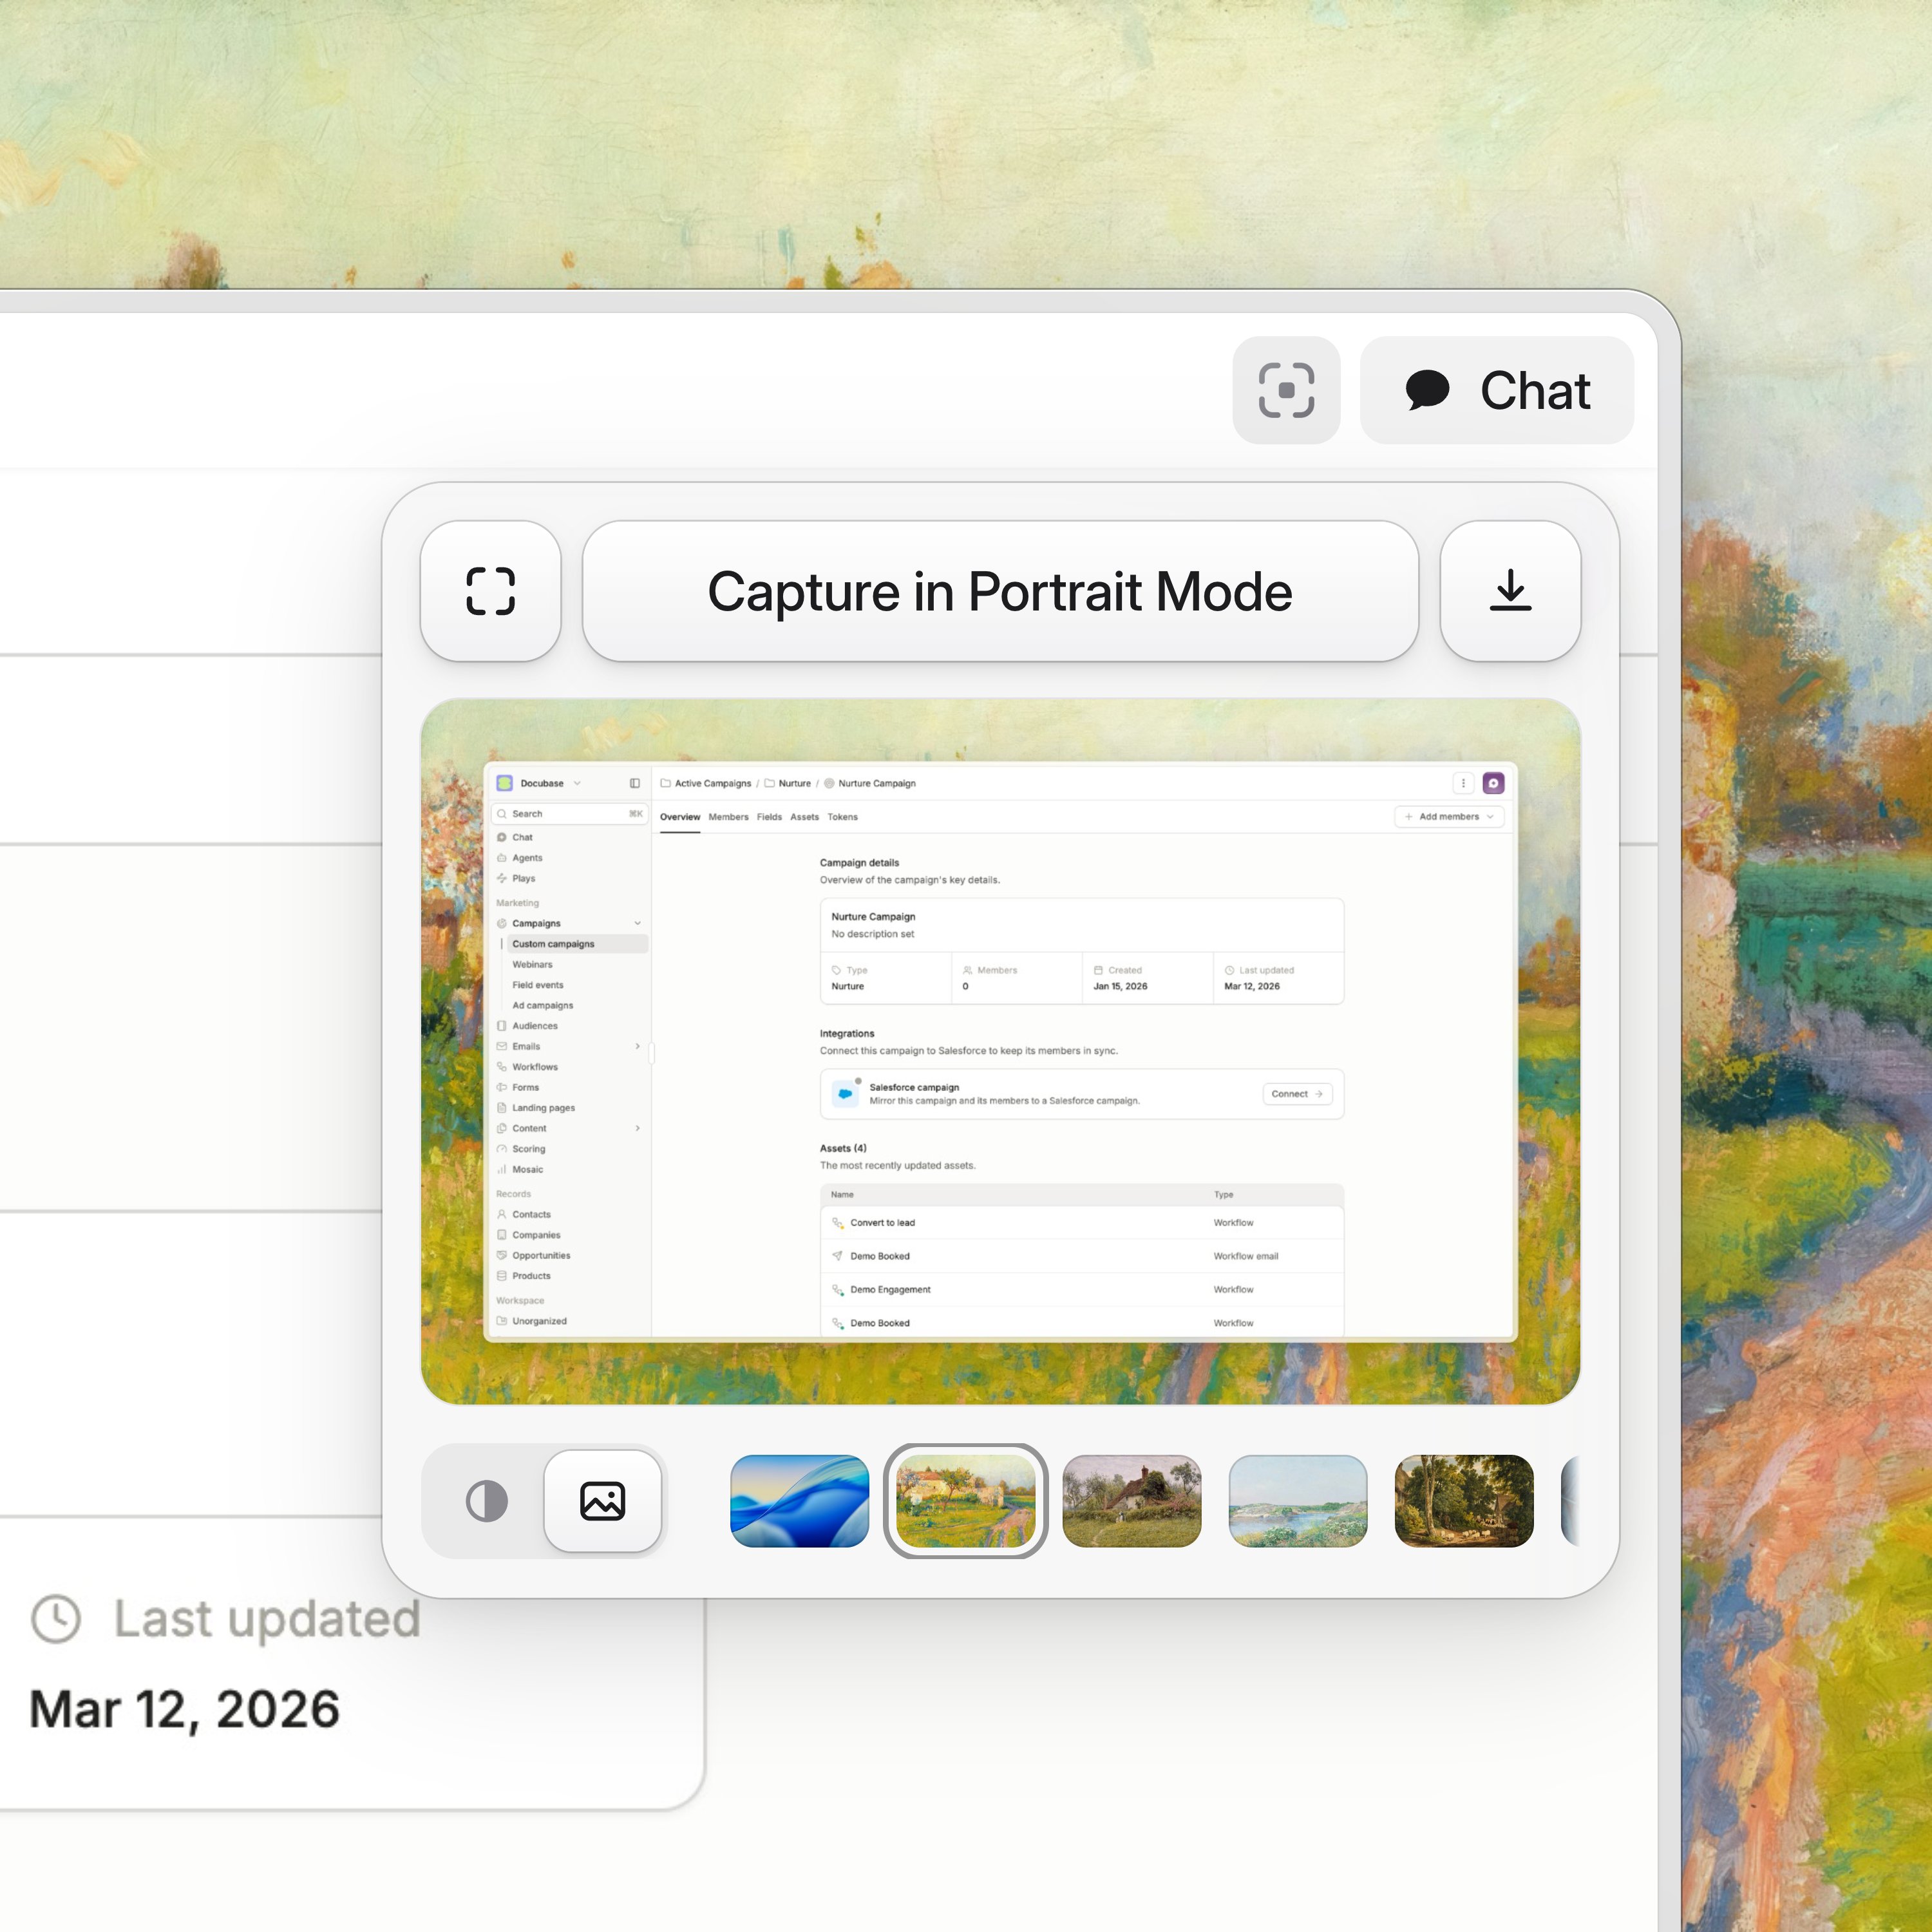 Chat
Capture in Portrait Mode
Docubase
Active Campaigns / Nurture / Nurture Campaign
Search ⌘K
Overview Members Fields Assets Tokens
Add members
Chat
Agents
Plays
Marketing
Campaigns
Custom campaigns
Webinars
Field events
Ad campaigns
Audiences
Emails
Workflows
Forms
Landing pages
Content
Scoring
Mosaic
Records
Contacts
Companies
Opportunities
Products
Workspace
Unorganized
Campaign details
Overview of the campaign's key details.
Nurture Campaign
No description set
Type Members Created Last updated
Nurture 0 Jan 15, 2026 Mar 12, 2026
Integrations
Connect this campaign to Salesforce to keep its members in sync.
Salesforce campaign
Mirror this campaign and its members to a Salesforce campaign.
Connect
Assets (4)
The most recently updated assets.
Name Type
Convert to lead Workflow
Demo Booked Workflow email
Demo Engagement Workflow
Demo Booked Workflow
Last updated
Mar 12, 2026